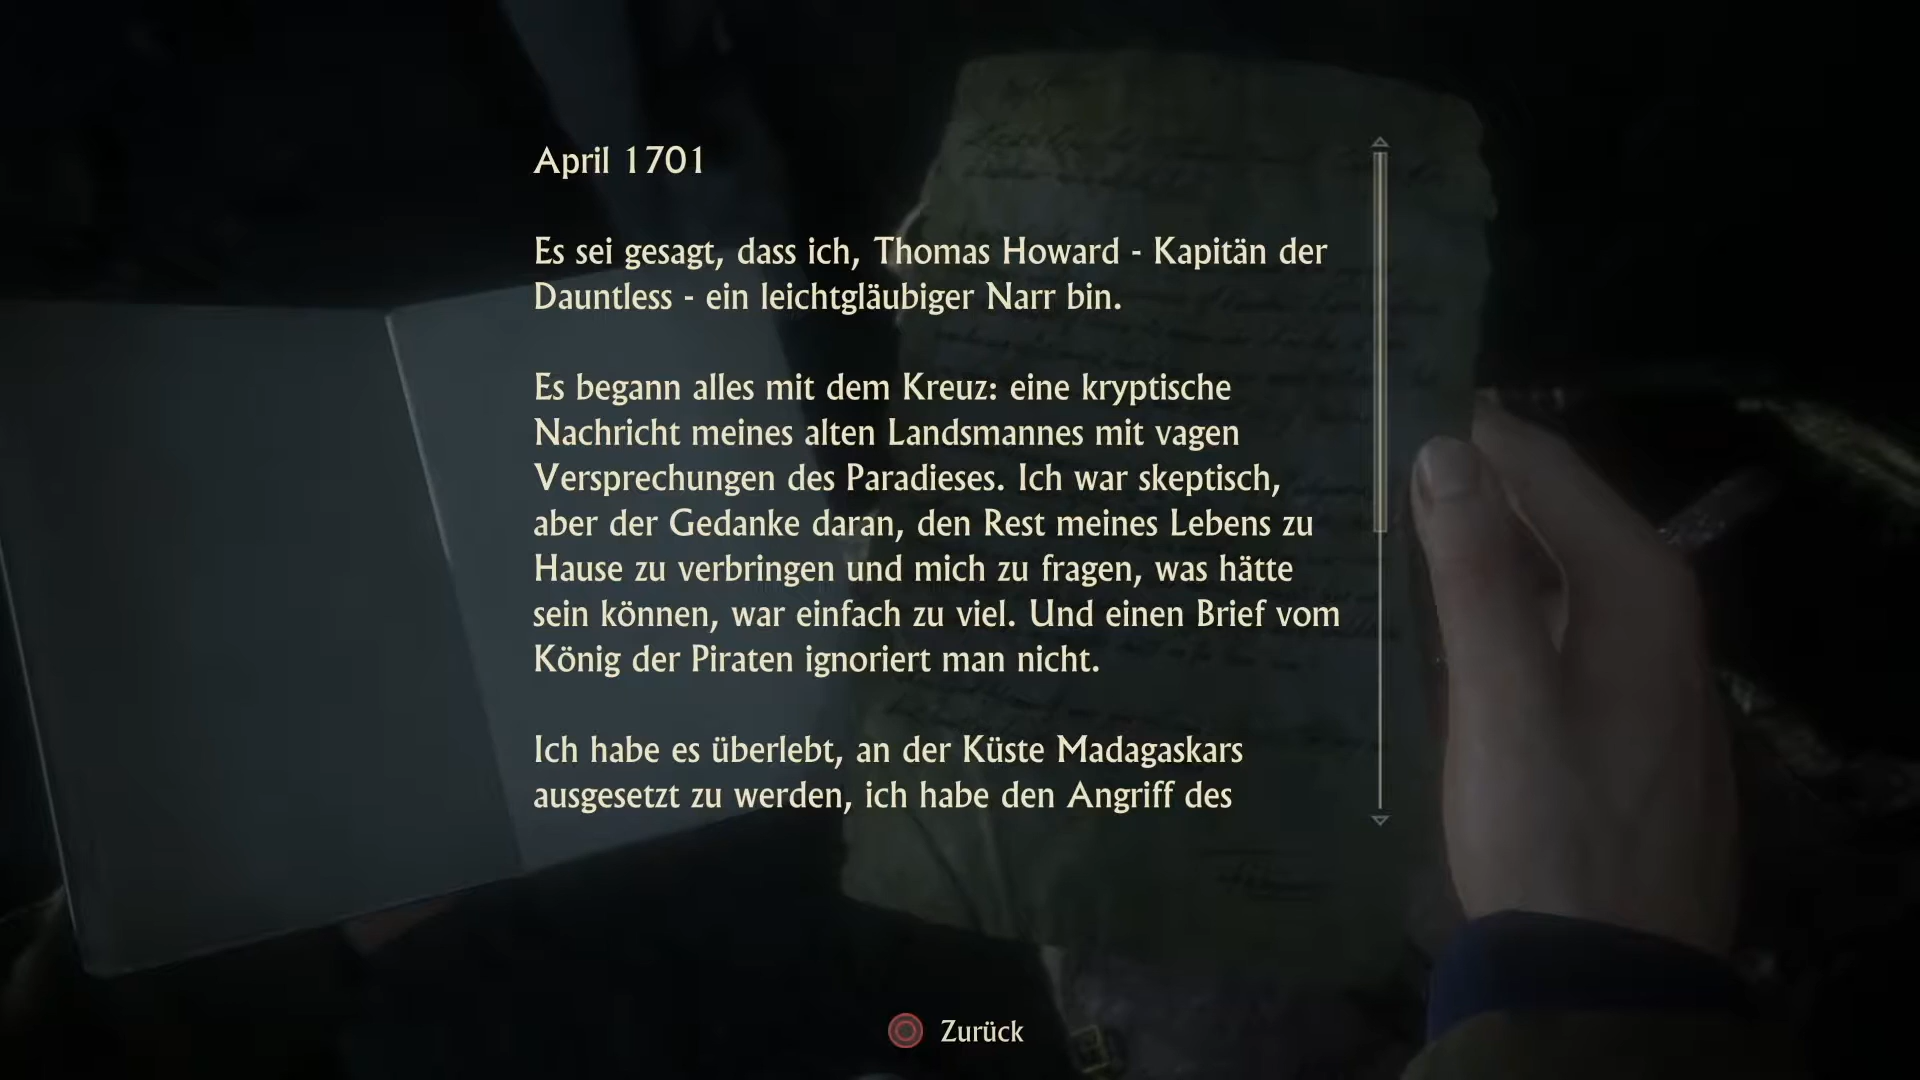 April 1701
Es sei gesagt, dass ich, Thomas Howard - Kapitän der
Dauntless - ein leichtgläubiger Narr bin.
Es begann alles mit dem Kreuz: eine kryptische
Nachricht meines alten Landsmannes mit vagen
Versprechungen des Paradieses. Ich war skeptisch,
aber der Gedanke daran, den Rest meines Lebens zu
Hause zu verbringen und mich zu fragen, was hätte
sein können, war einfach zu viel. Und einen Brief vom
König der Piraten ignoriert man nicht.
Ich habe es überlebt, an der Küste Madagaskars
ausgesetzt zu werden, ich habe den Angriff des
Zurück